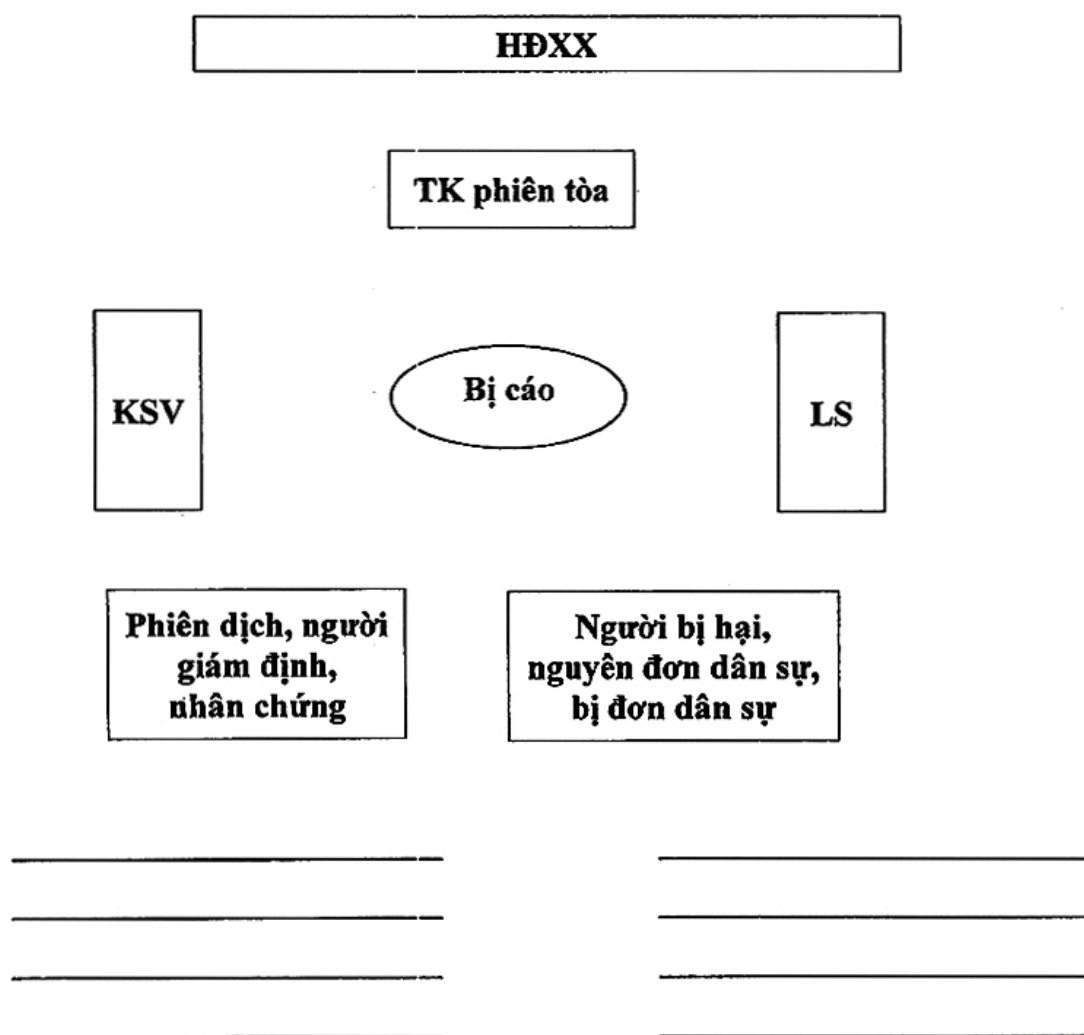 HĐXX
TK phiên tòa
KSV
Bị cáo
LS
Phiên dịch, người
giám định,
nhân chứng
Người bị hại,
nguyên đơn dân sự,
bị đơn dân sự